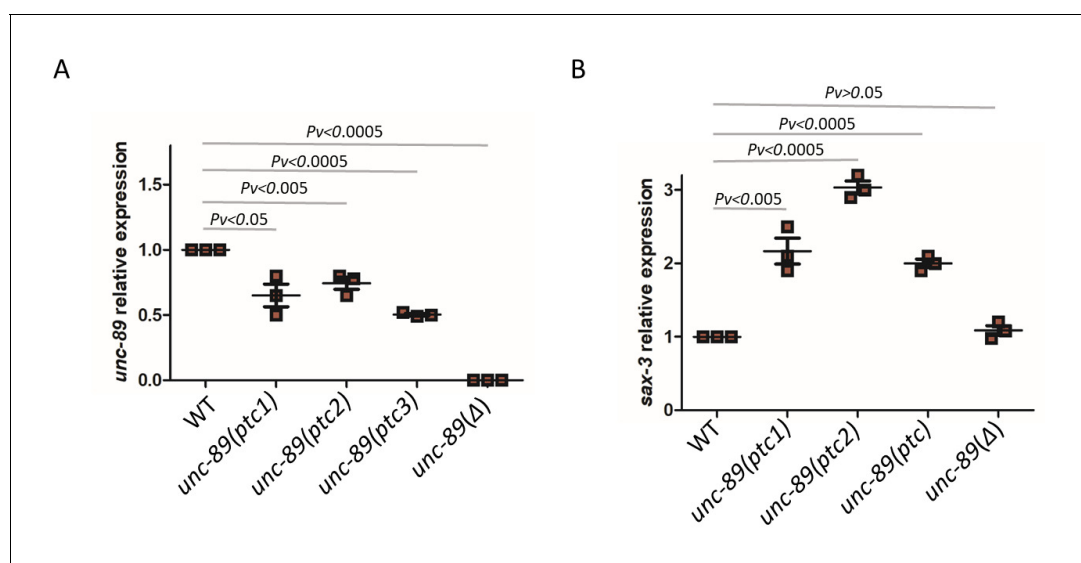 A
Pv<0.0005
Pv<0.0005
Pv<0.005
Pv<0.05
unc-89 relative expression
1.5
1.0
0.5
0.0
WT
unc-89(ptc1)
unc-89(ptc2)
unc-89(ptc3)
unc-89(Δ)
B
Pv>0.05
Pv<0.0005
Pv<0.0005
Pv<0.005
sax-3 relative expression
3
2
1
0
WT
unc-89(ptc1)
unc-89(ptc2)
unc-89(ptc)
unc-89(Δ)